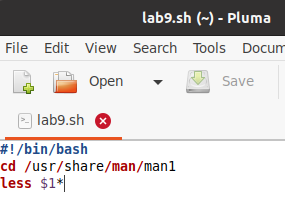 lab9.sh (~) - Pluma
File Edit View Search Tools Docum
Open Save
lab9.sh
#!/bin/bash
cd /usr/share/man/man1
less $1*